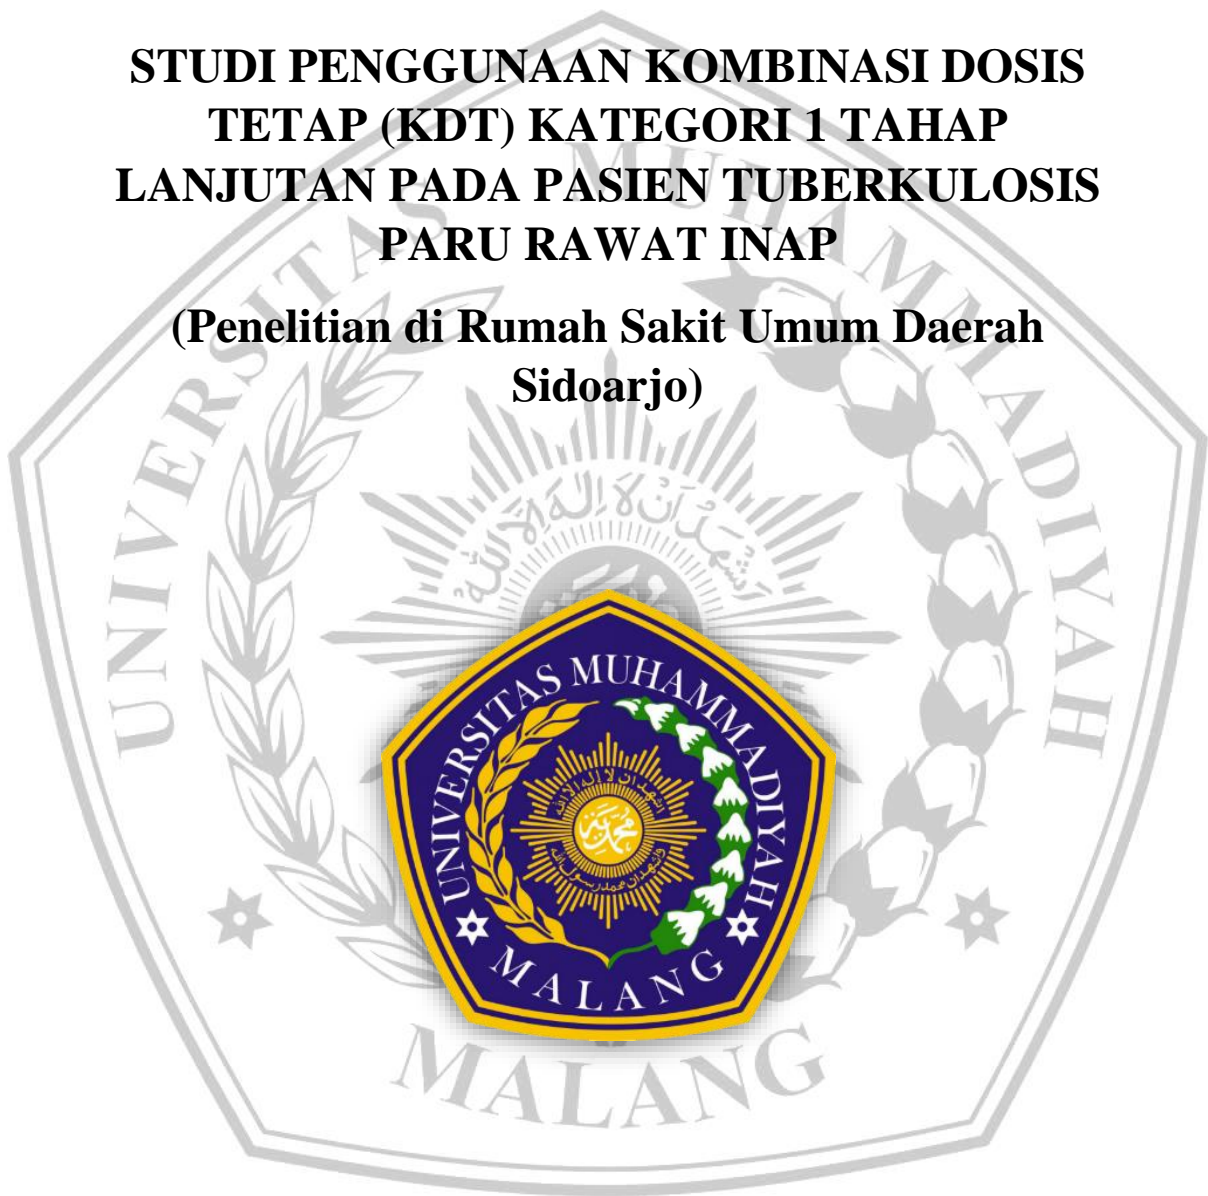 STUDI PENGGUNAAN KOMBINASI DOSIS
TETAP (KDT) KATEGORI 1 TAHAP
LANJUTAN PADA PASIEN TUBERKULOSIS
PARU RAWAT INAP
(Penelitian di Rumah Sakit Umum Daerah
Sidoarjo)
UNIVERSITAS MUHAMMADIYAH
MALANG
UNIVERSITAS MUHAMMADIYAH
MALANG